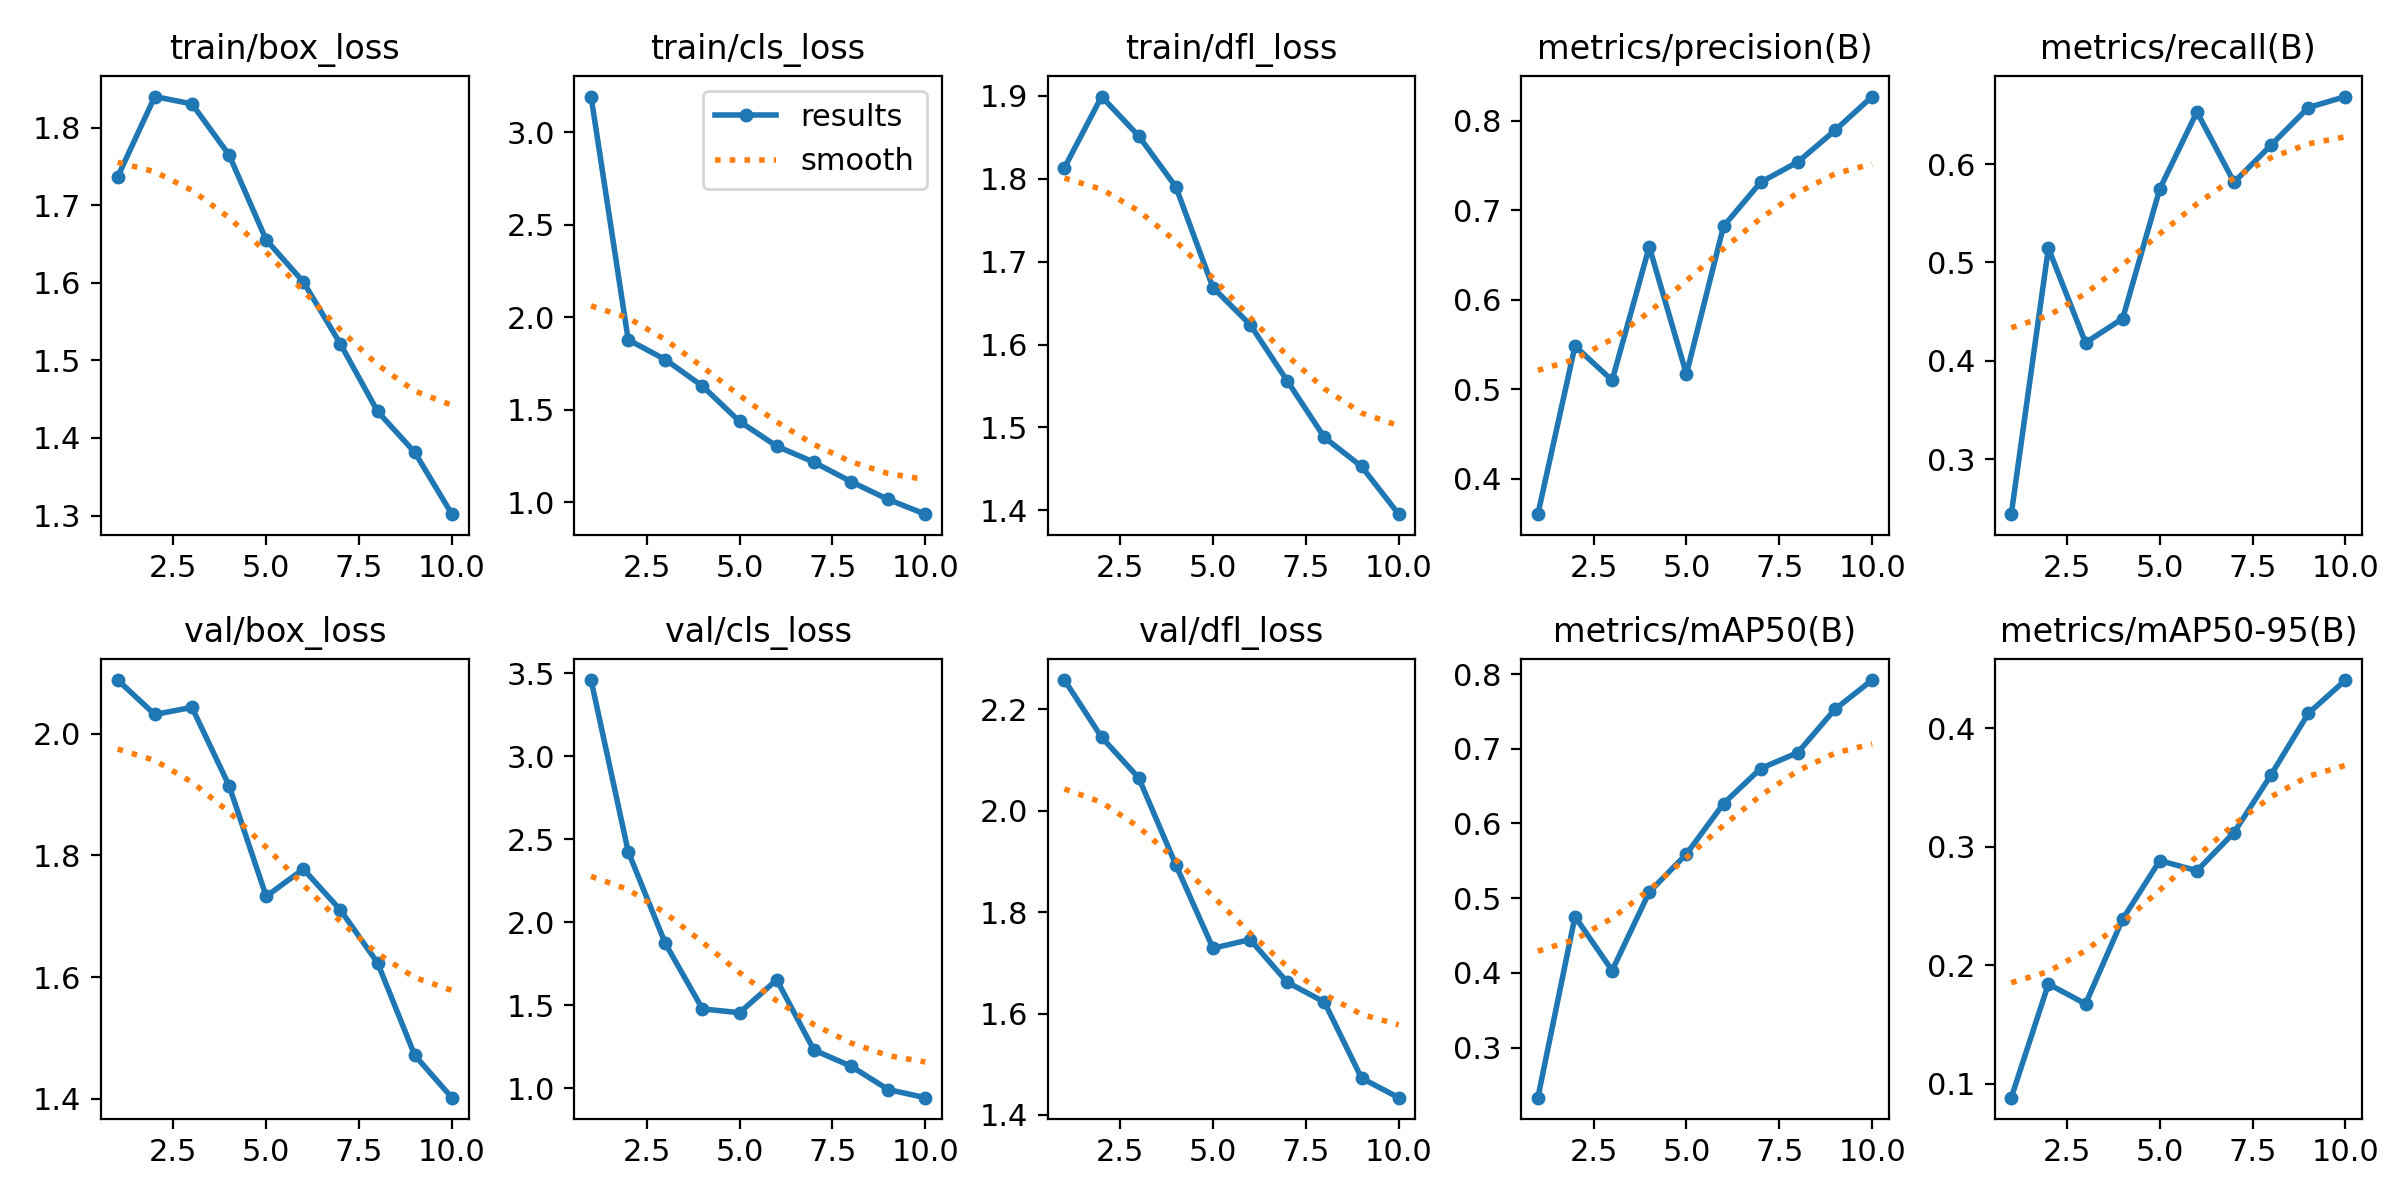 train/box_loss
1.8
1.7
1.6
1.5
1.4
1.3
2.5 5.0 7.5 10.0
train/cls_loss
results
smooth
3.0
2.5
2.0
1.5
1.0
2.5 5.0 7.5 10.0
train/dfl_loss
1.9
1.8
1.7
1.6
1.5
1.4
2.5 5.0 7.5 10.0
metrics/precision(B)
0.8
0.7
0.6
0.5
0.4
2.5 5.0 7.5 10.0
metrics/recall(B)
0.6
0.5
0.4
0.3
2.5 5.0 7.5 10.0
val/box_loss
2.0
1.8
1.6
1.4
2.5 5.0 7.5 10.0
val/cls_loss
3.5
3.0
2.5
2.0
1.5
1.0
2.5 5.0 7.5 10.0
val/dfl_loss
2.2
2.0
1.8
1.6
1.4
2.5 5.0 7.5 10.0
metrics/mAP50(B)
0.8
0.7
0.6
0.5
0.4
0.3
2.5 5.0 7.5 10.0
metrics/mAP50-95(B)
0.4
0.3
0.2
0.1
2.5 5.0 7.5 10.0